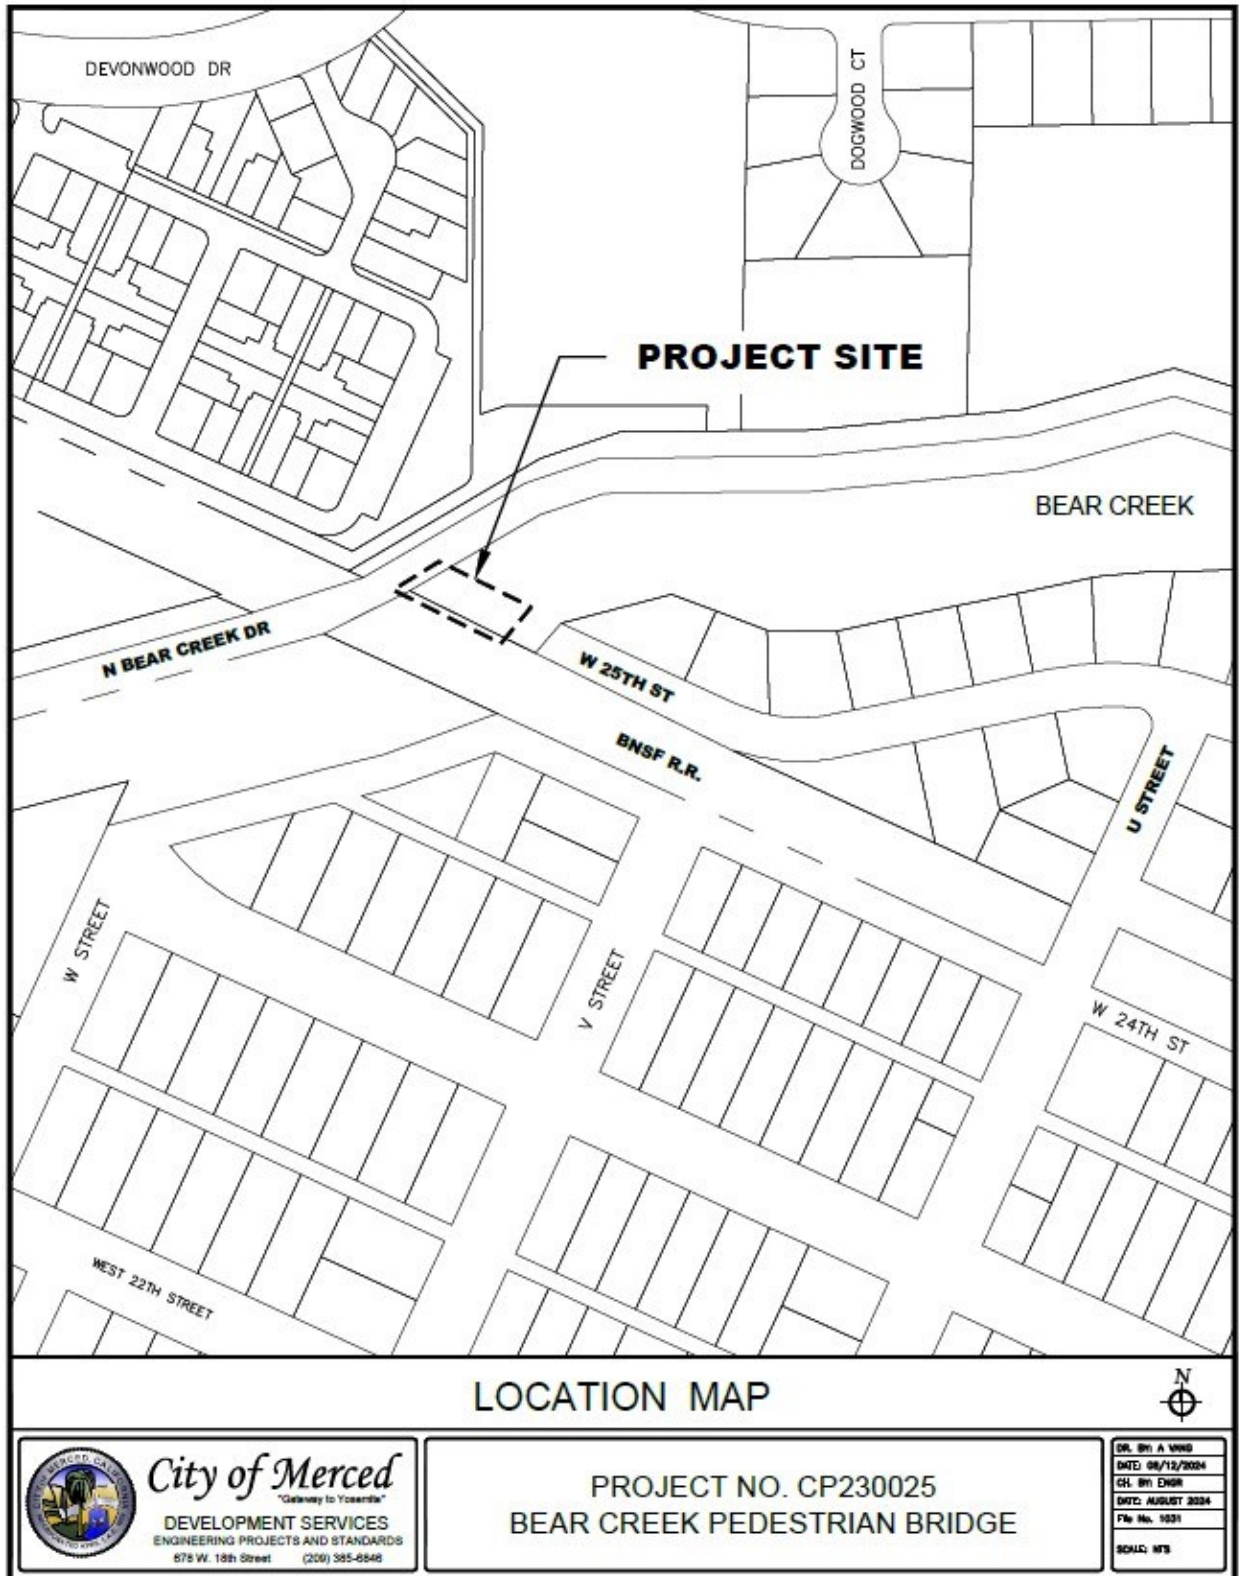 DEVONWOOD DR
DOGWOOD CT
PROJECT SITE
BEAR CREEK
N BEAR CREEK DR
W 25TH ST
BNSF R.R.
U STREET
W STREET
V STREET
W 24TH ST
WEST 22TH STREET
LOCATION MAP
N
City of Merced
"Gateway to Yosemite"
DEVELOPMENT SERVICES
ENGINEERING PROJECTS AND STANDARDS
678 W. 18th Street (209) 385-6846
PROJECT NO. CP230025
BEAR CREEK PEDESTRIAN BRIDGE
DR. BY: A VANG
DATE: 08/12/2024
CH. BY: ENGR
DATE: AUGUST 2024
File No. 1031
SCALE: NTS